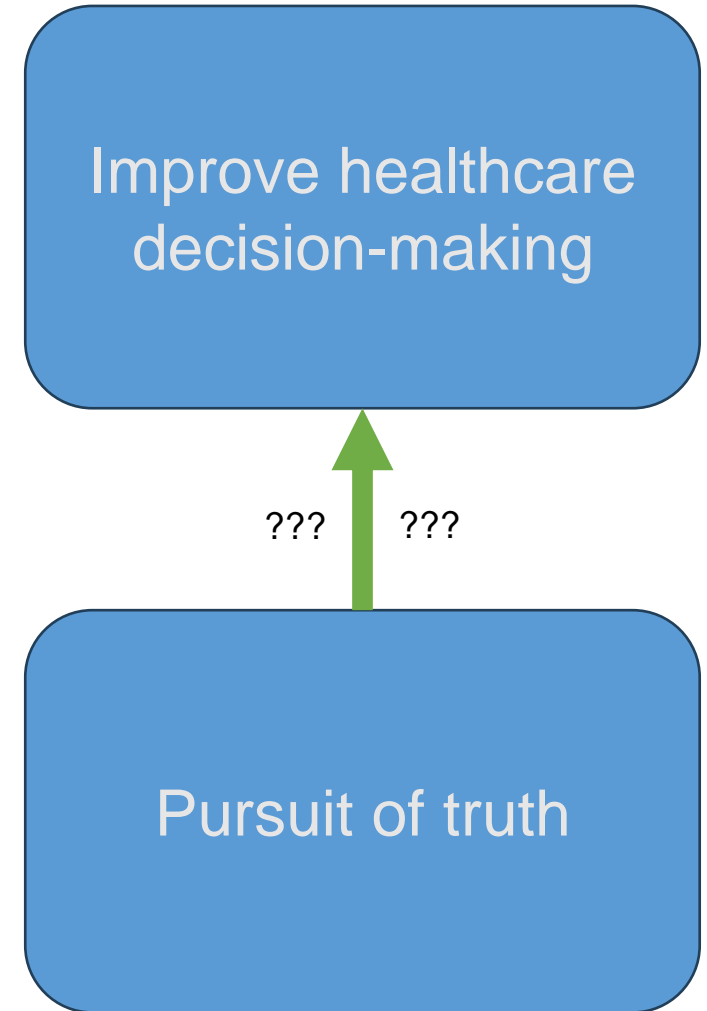 Improve healthcare
decision-making
??? ???
Pursuit of truth